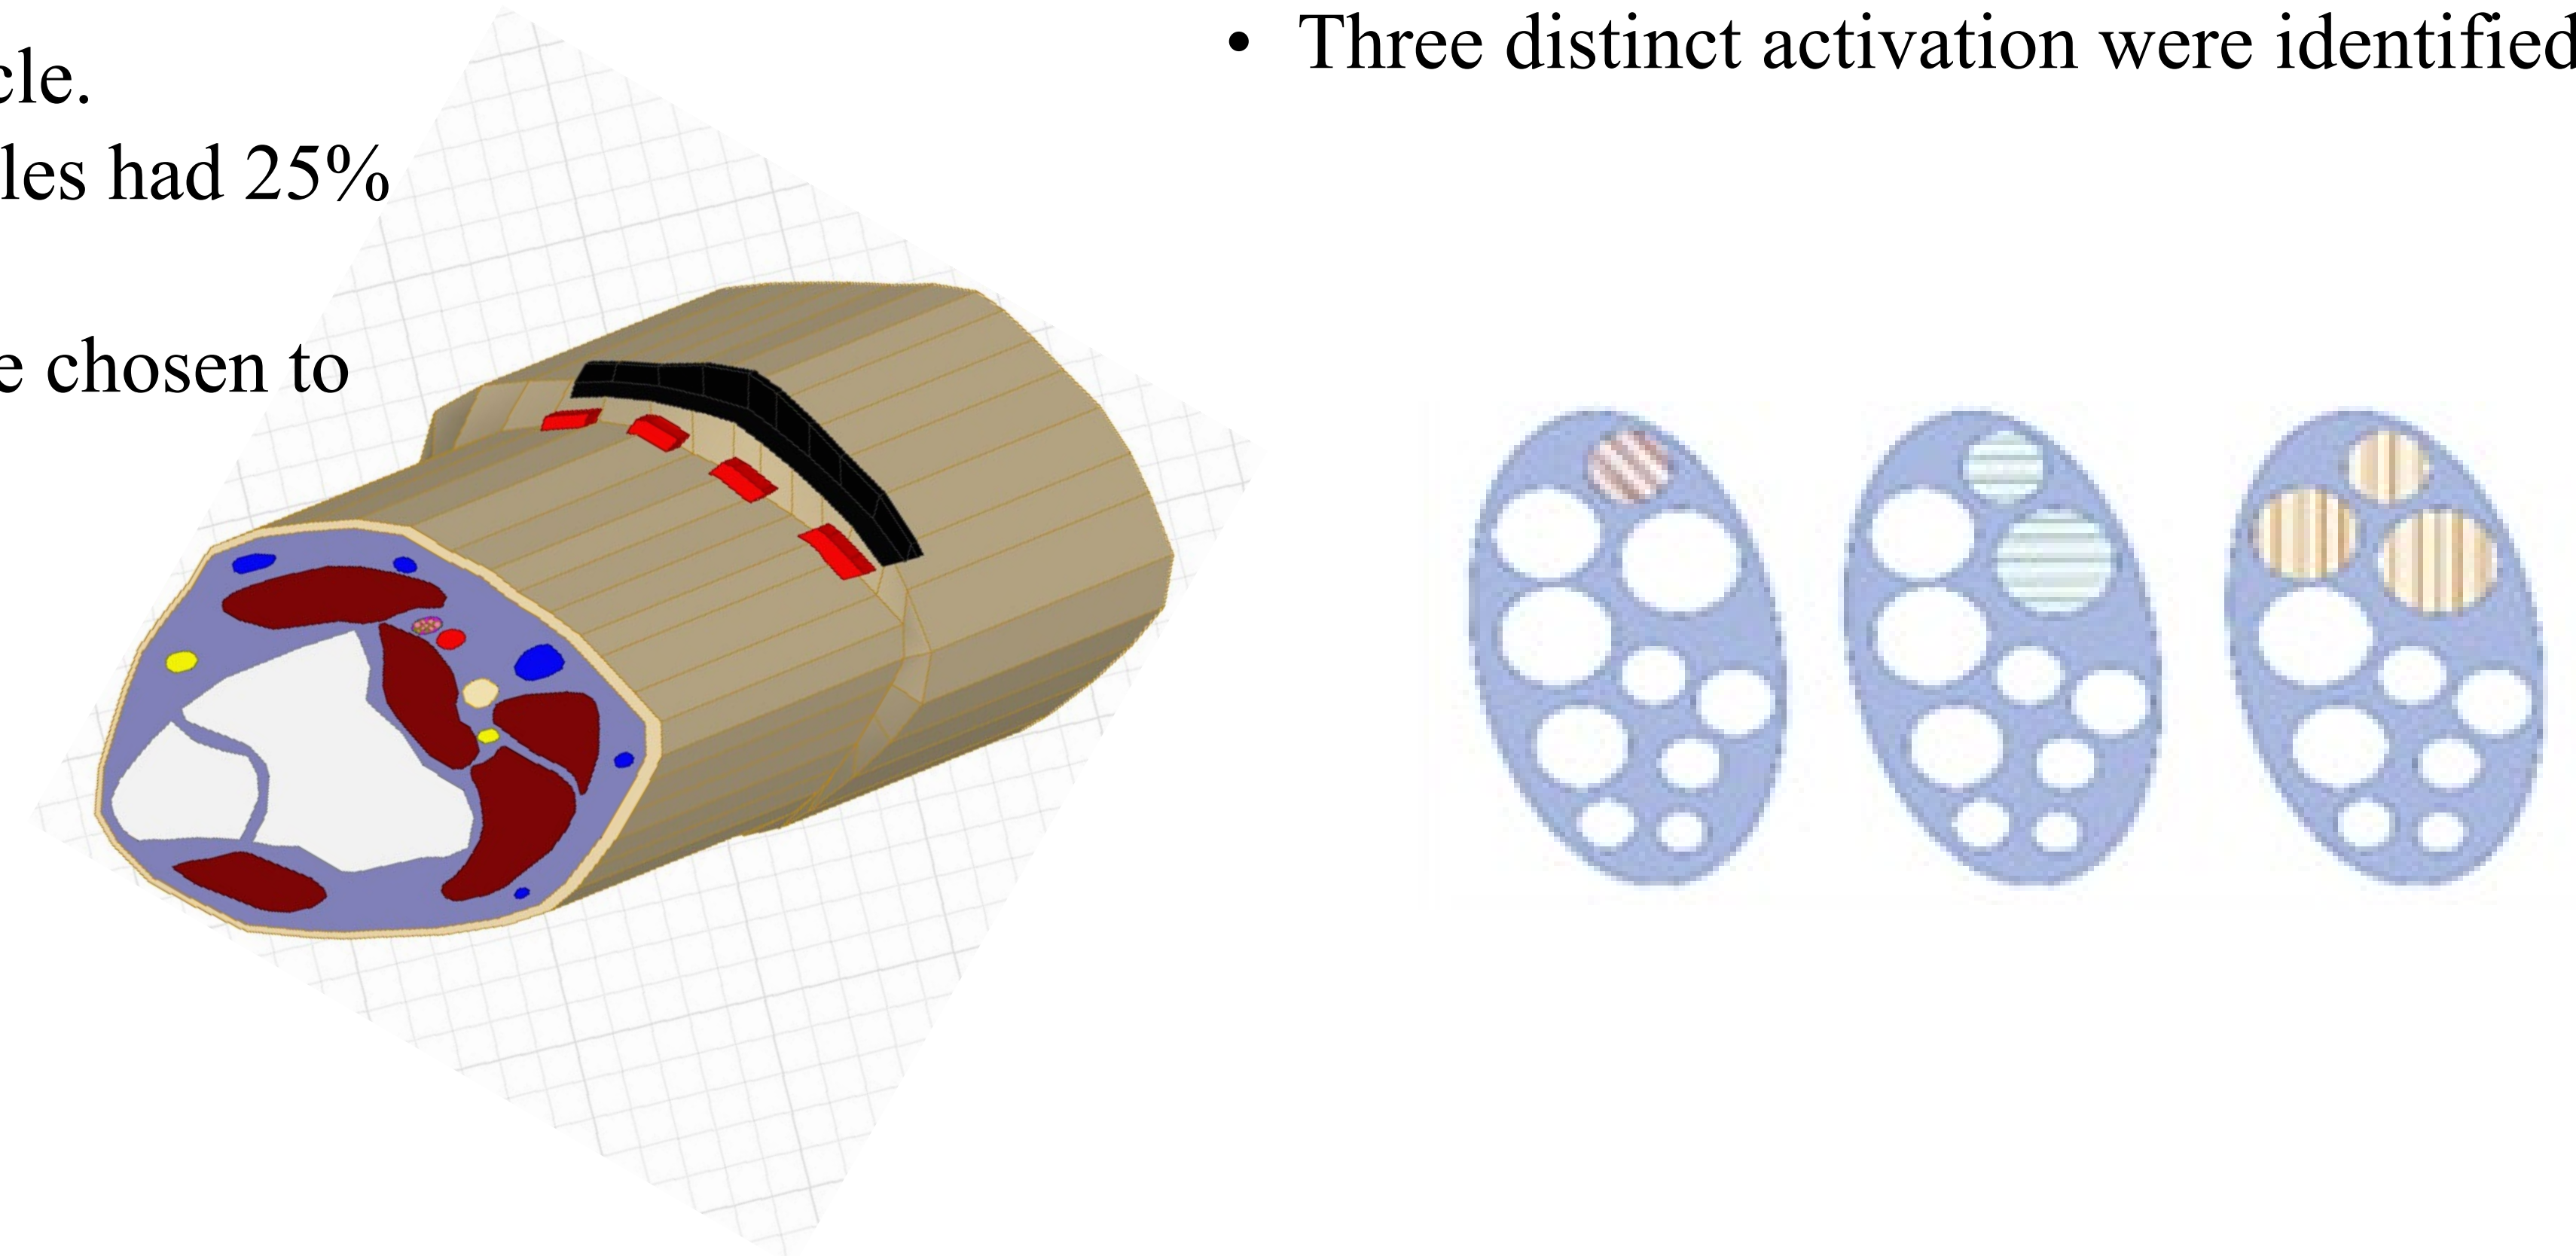 cle.
les had 25%
e chosen to
• Three distinct activation were identified